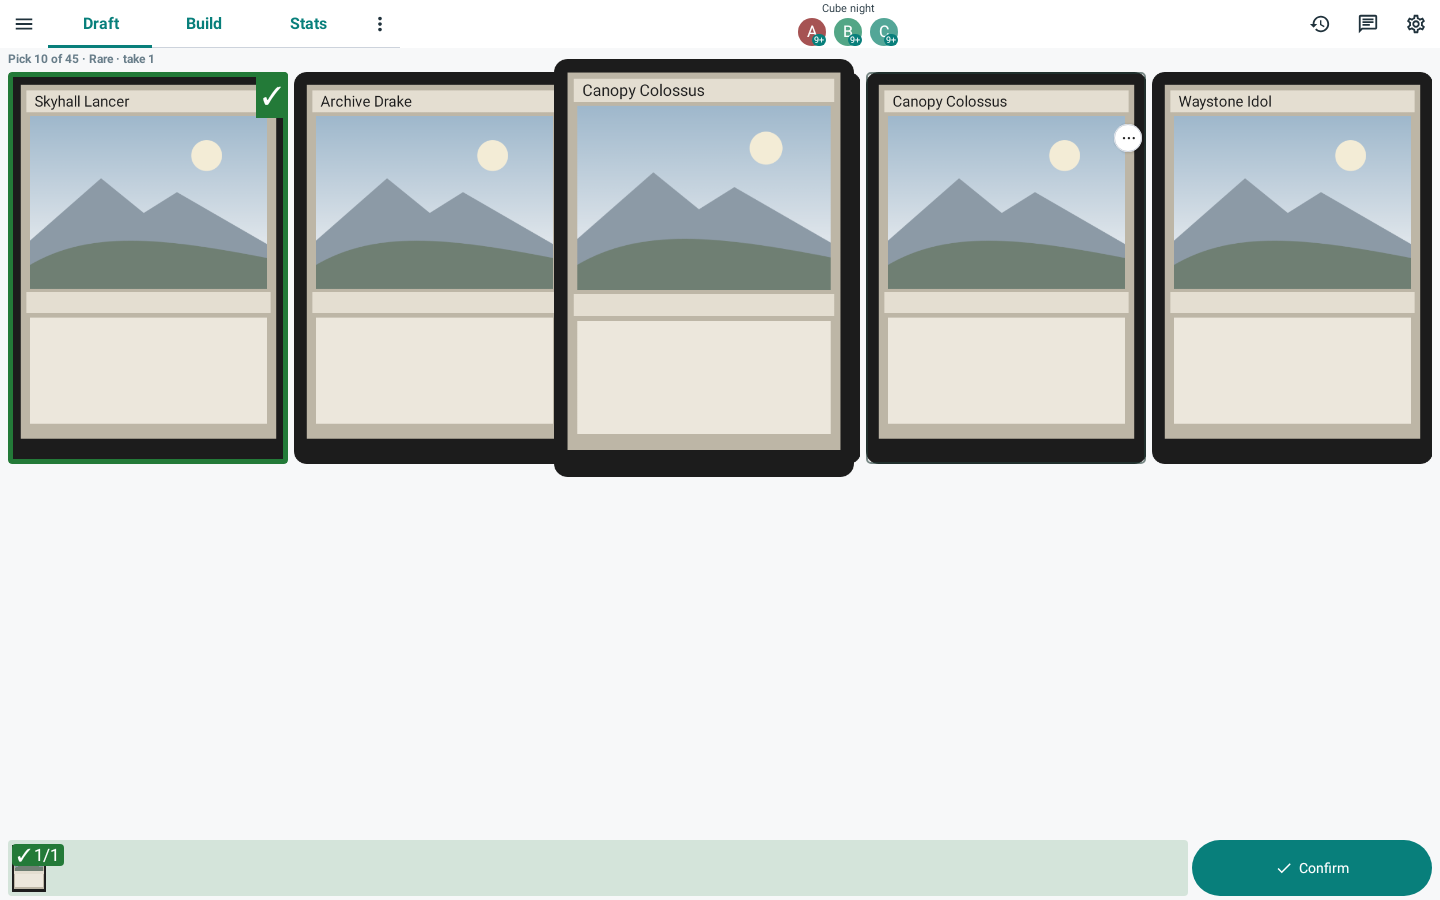 Draft
Build
Stats
Cube night
A 9+
B 9+
C 9+
Pick 10 of 45 · Rare · take 1
Skyhall Lancer
Archive Drake
Canopy Colossus
Canopy Colossus
Waystone Idol
✓ 1/1
Confirm